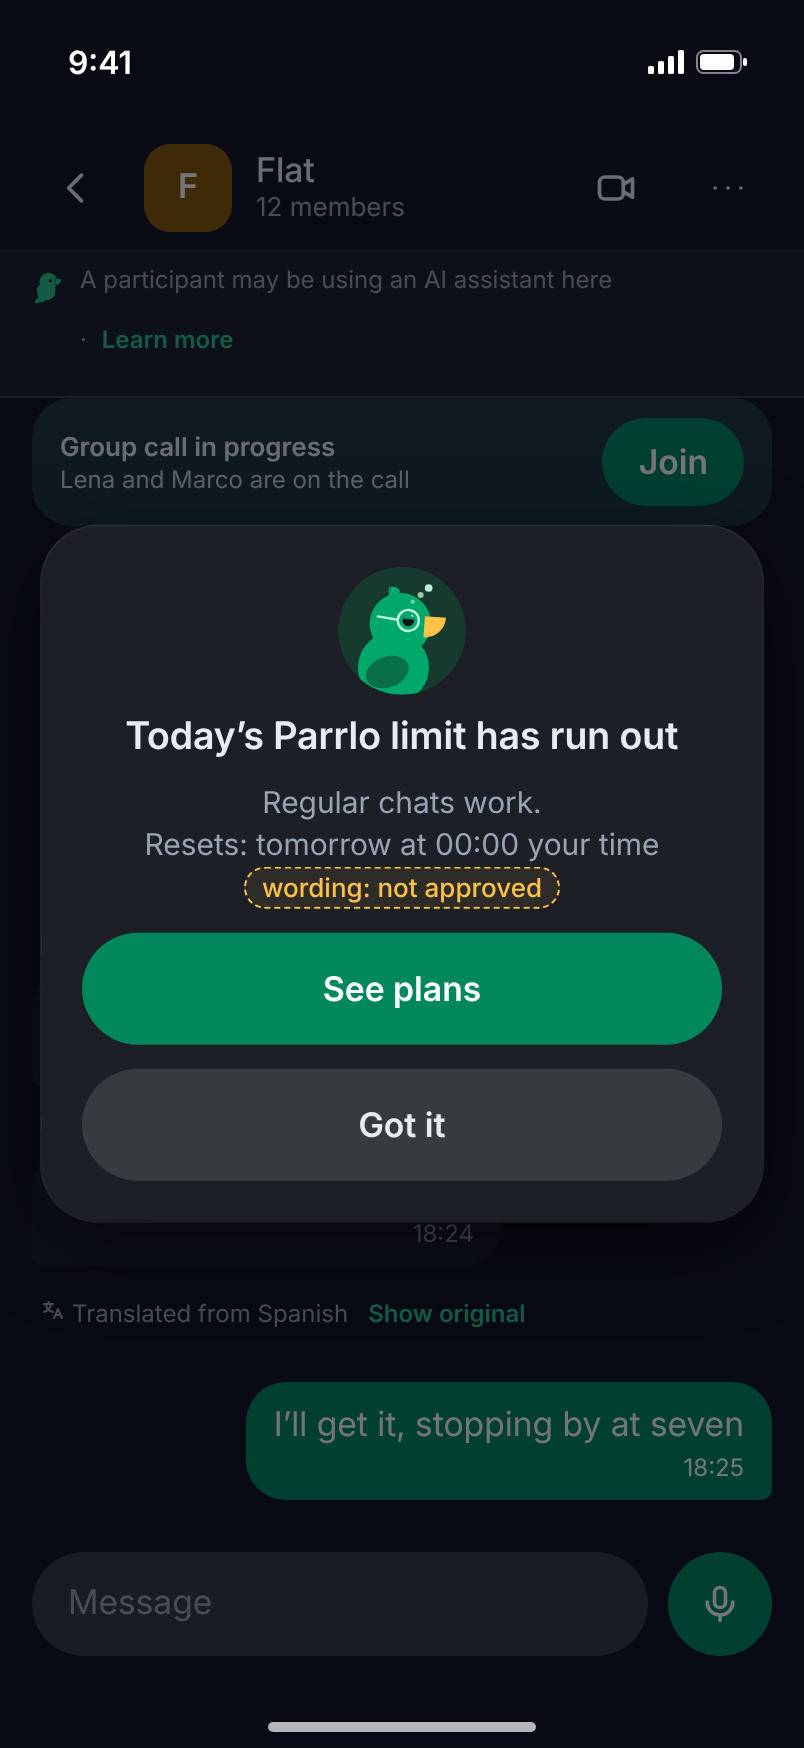 9:41
F
Flat
12 members
A participant may be using an AI assistant here
· Learn more
Group call in progress
Lena and Marco are on the call
Join
Today’s Parrlo limit has run out
Regular chats work.
Resets: tomorrow at 00:00 your time
wording: not approved
See plans
Got it
18:24
Translated from Spanish Show original
I’ll get it, stopping by at seven
18:25
Message